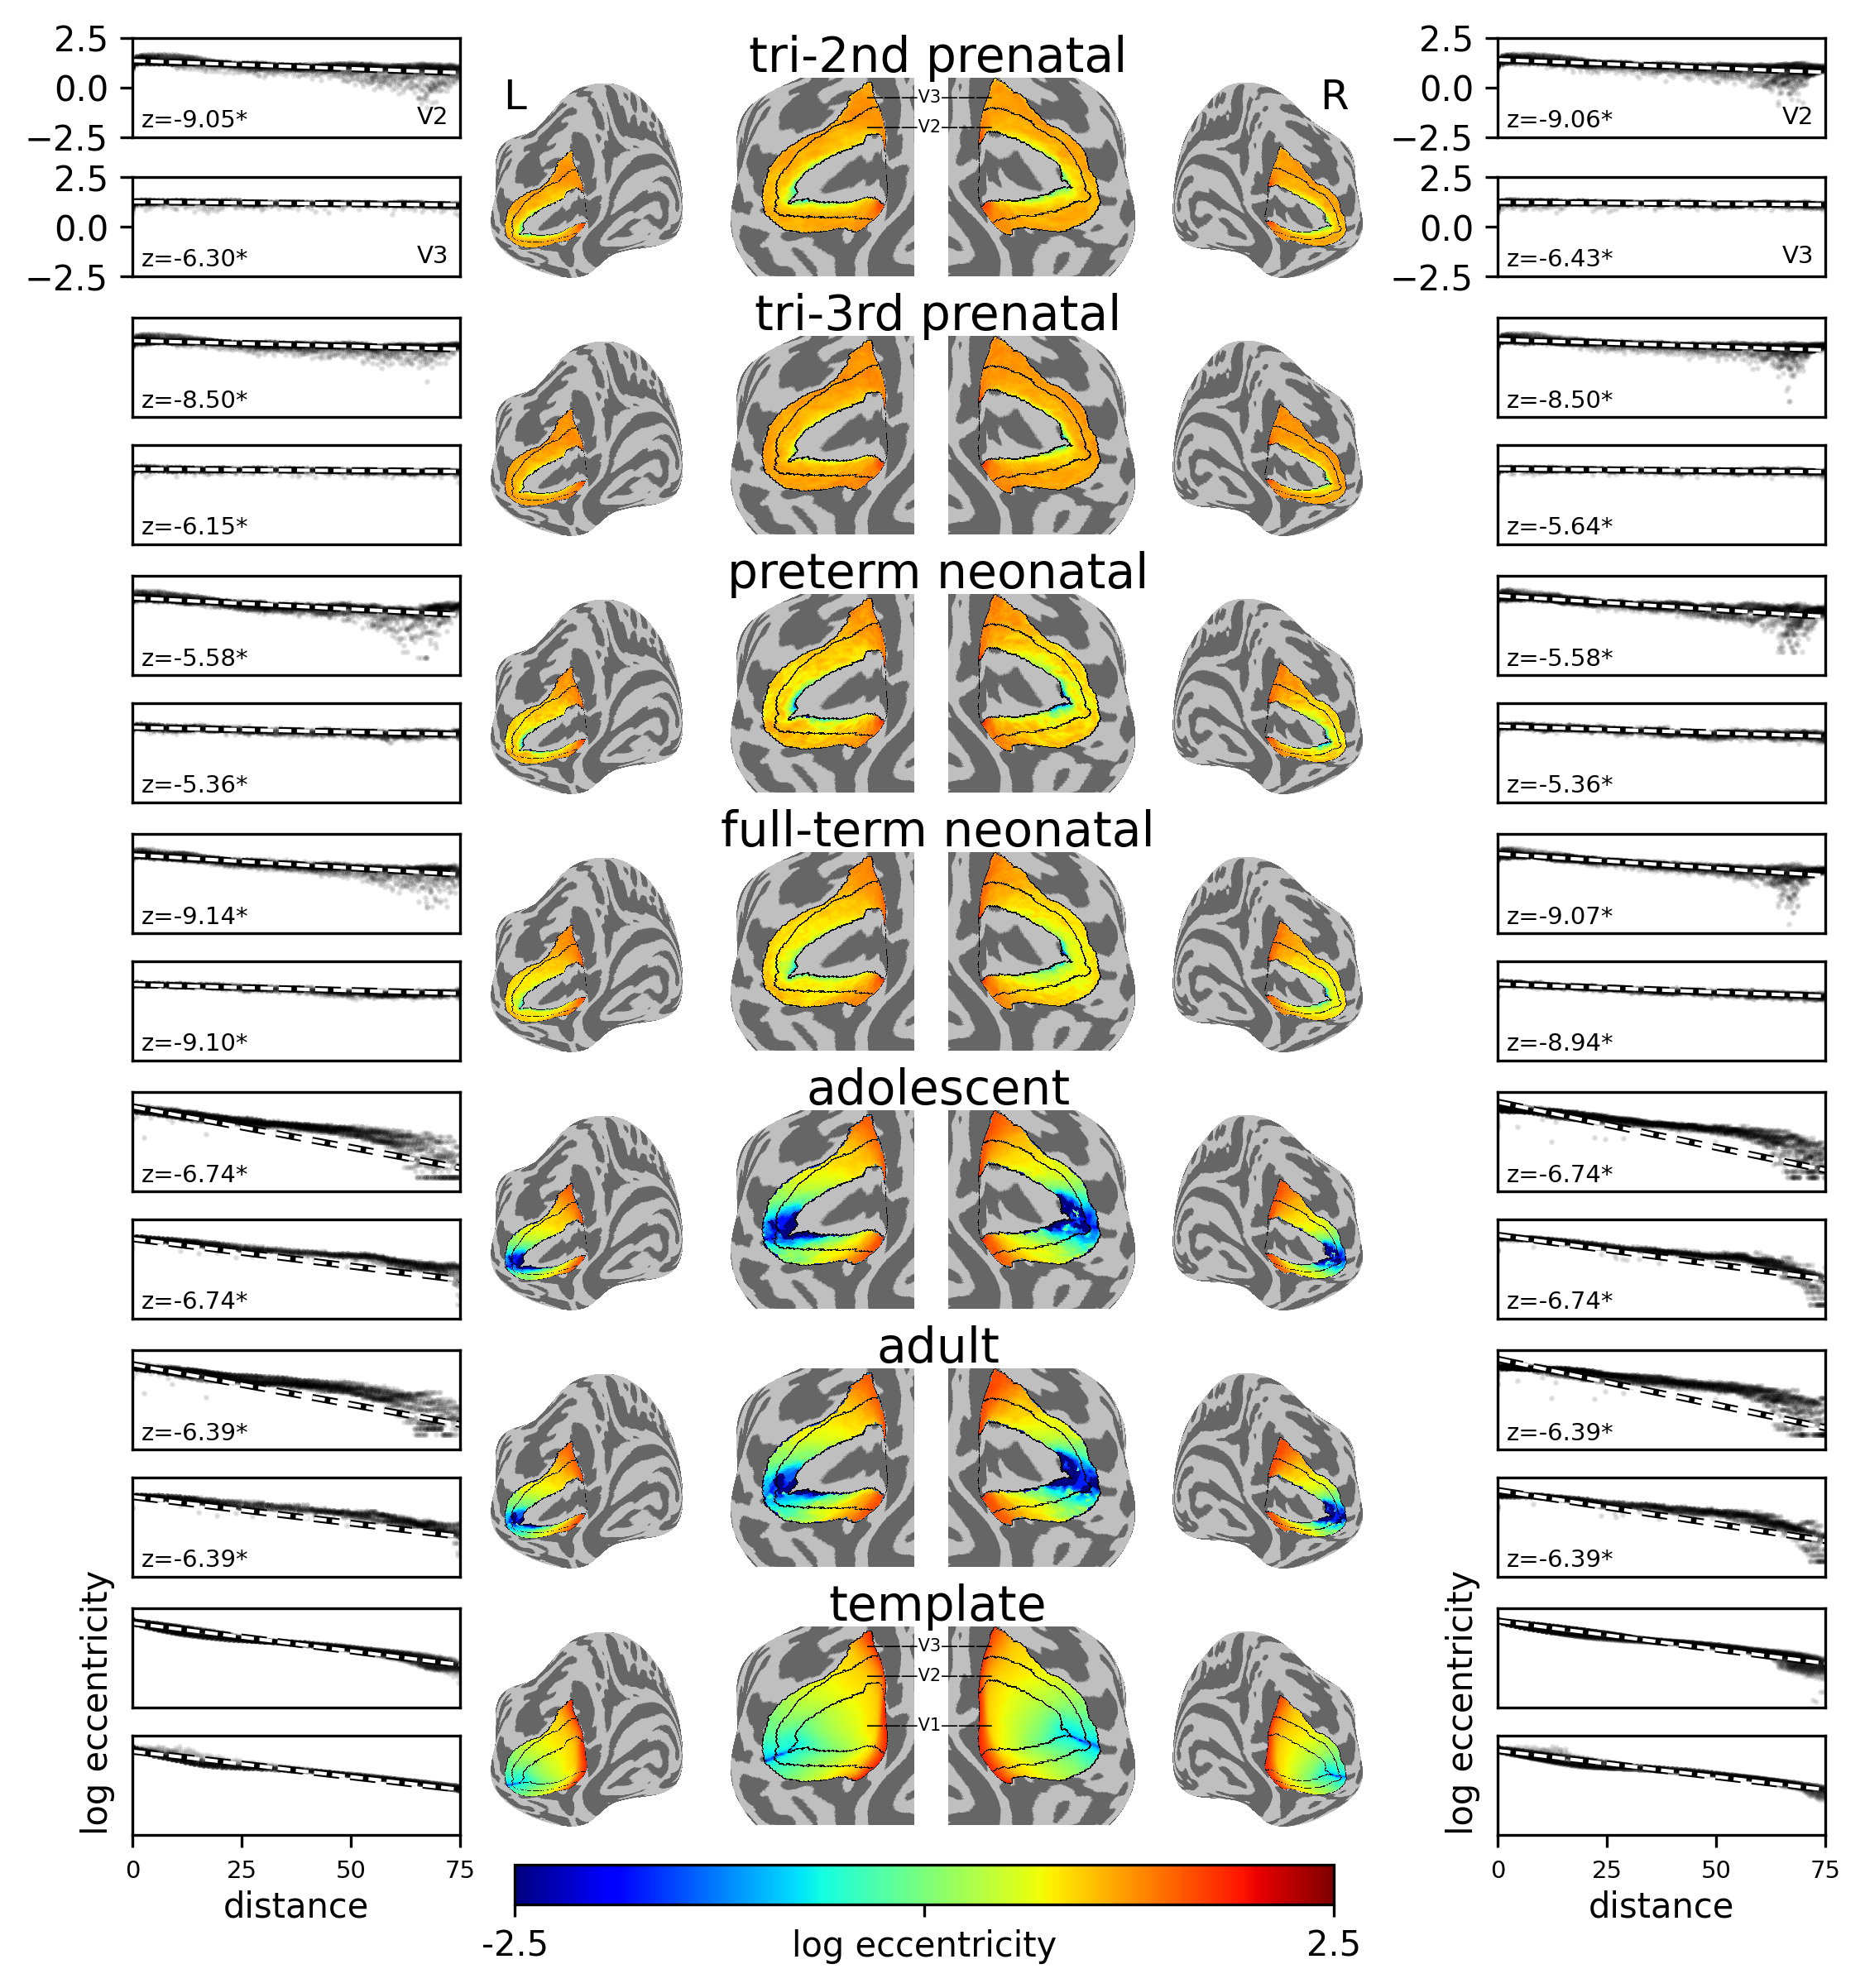 tri-2nd prenatal
L
R
2.5
0.0
−2.5
z=-9.05*
V2
V3
V2
2.5
0.0
−2.5
z=-9.06*
V2
2.5
0.0
−2.5
z=-6.30*
V3
2.5
0.0
−2.5
z=-6.43*
V3
tri-3rd prenatal
z=-8.50*
z=-8.50*
z=-6.15*
z=-5.64*
preterm neonatal
z=-5.58*
z=-5.58*
z=-5.36*
z=-5.36*
full-term neonatal
z=-9.14*
z=-9.07*
z=-9.10*
z=-8.94*
adolescent
z=-6.74*
z=-6.74*
z=-6.74*
z=-6.74*
adult
z=-6.39*
z=-6.39*
z=-6.39*
z=-6.39*
template
V3
V2
V1
log eccentricity
log eccentricity
0 25 50 75
distance
0 25 50 75
distance
-2.5 2.5
log eccentricity